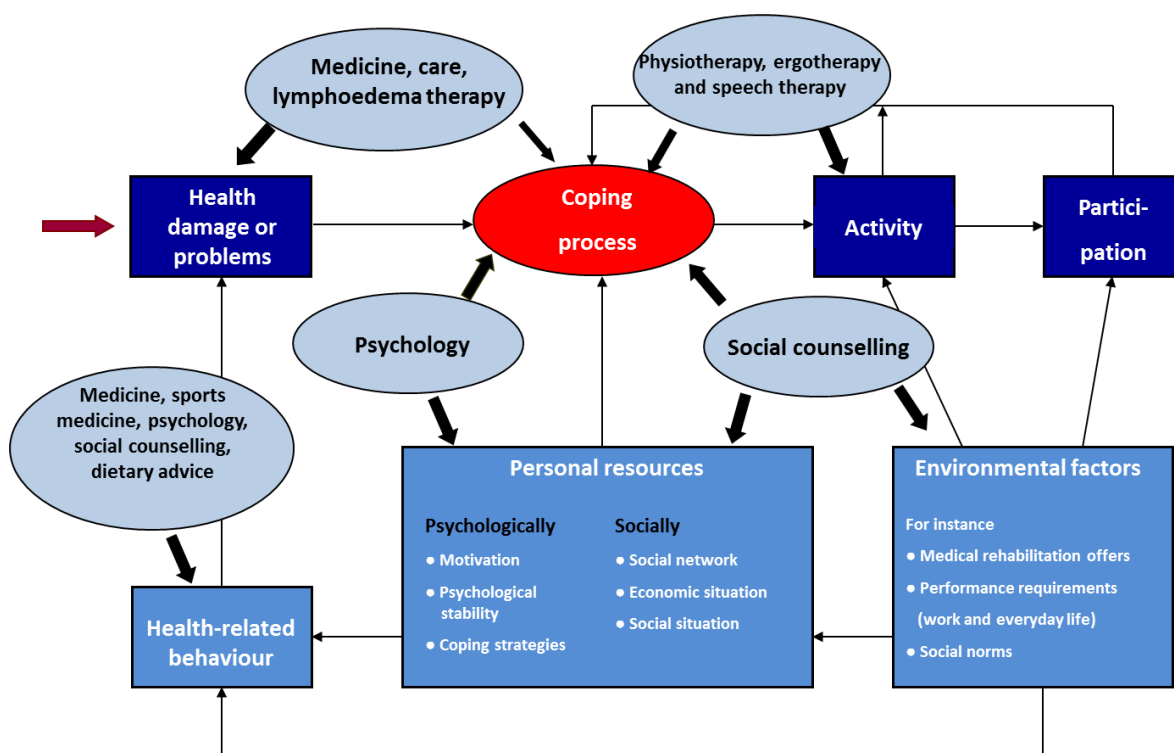 Medicine, care,
lymphoedema therapy
Physiotherapy, ergotherapy
and speech therapy
Health
damage or
problems
Coping
process
Activity
Partici-
pation
Psychology
Social counselling
Medicine, sports
medicine, psychology,
social counselling,
dietary advice
Personal resources
Psychologically
● Motivation
● Psychological
stability
● Coping strategies
Socially
● Social network
● Economic situation
● Social situation
Environmental factors
For instance
● Medical rehabilitation offers
● Performance requirements
(work and everyday life)
● Social norms
Health-related
behaviour